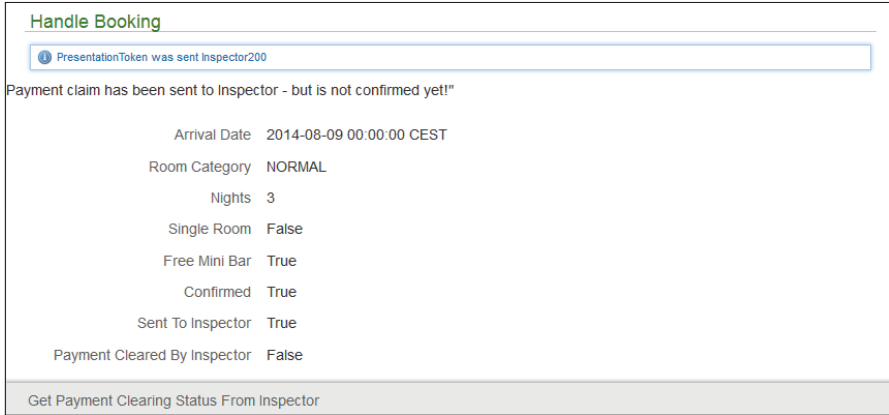 Handle Booking
PresentationToken was sent Inspector200
Payment claim has been sent to Inspector - but is not confirmed yet!"
Arrival Date 2014-08-09 00:00:00 CEST
Room Category NORMAL
Nights 3
Single Room False
Free Mini Bar True
Confirmed True
Sent To Inspector True
Payment Cleared By Inspector False
Get Payment Clearing Status From Inspector